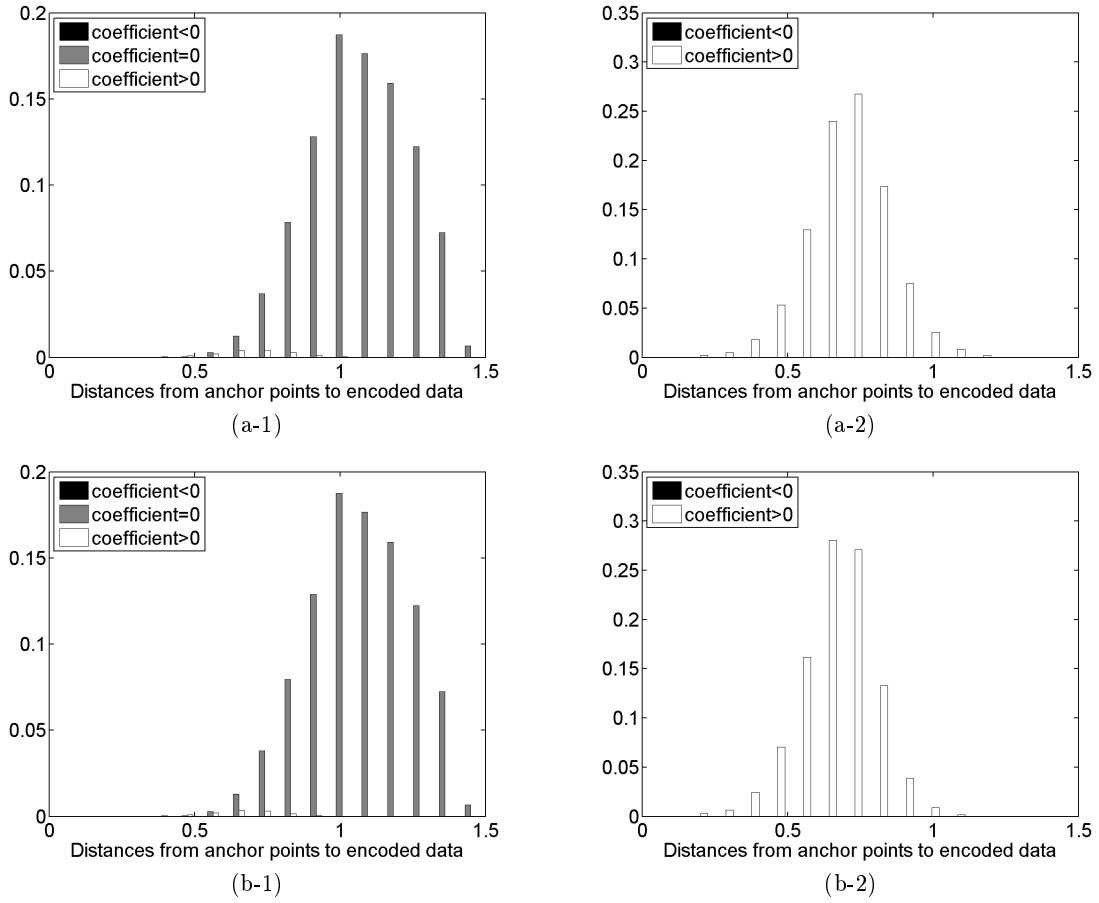 0.2
0.15
0.1
0.05
0
coefficient<0
coefficient=0
coefficient>0
0
0.5
1
1.5
Distances from anchor points to encoded data
(a-1)
0.35
0.3
0.25
0.2
0.15
0.1
0.05
0
coefficient<0
coefficient>0
0
0.5
1
1.5
Distances from anchor points to encoded data
(a-2)
0.2
0.15
0.1
0.05
0
coefficient<0
coefficient=0
coefficient>0
0
0.5
1
1.5
Distances from anchor points to encoded data
(b-1)
0.35
0.3
0.25
0.2
0.15
0.1
0.05
0
coefficient<0
coefficient>0
0
0.5
1
1.5
Distances from anchor points to encoded data
(b-2)